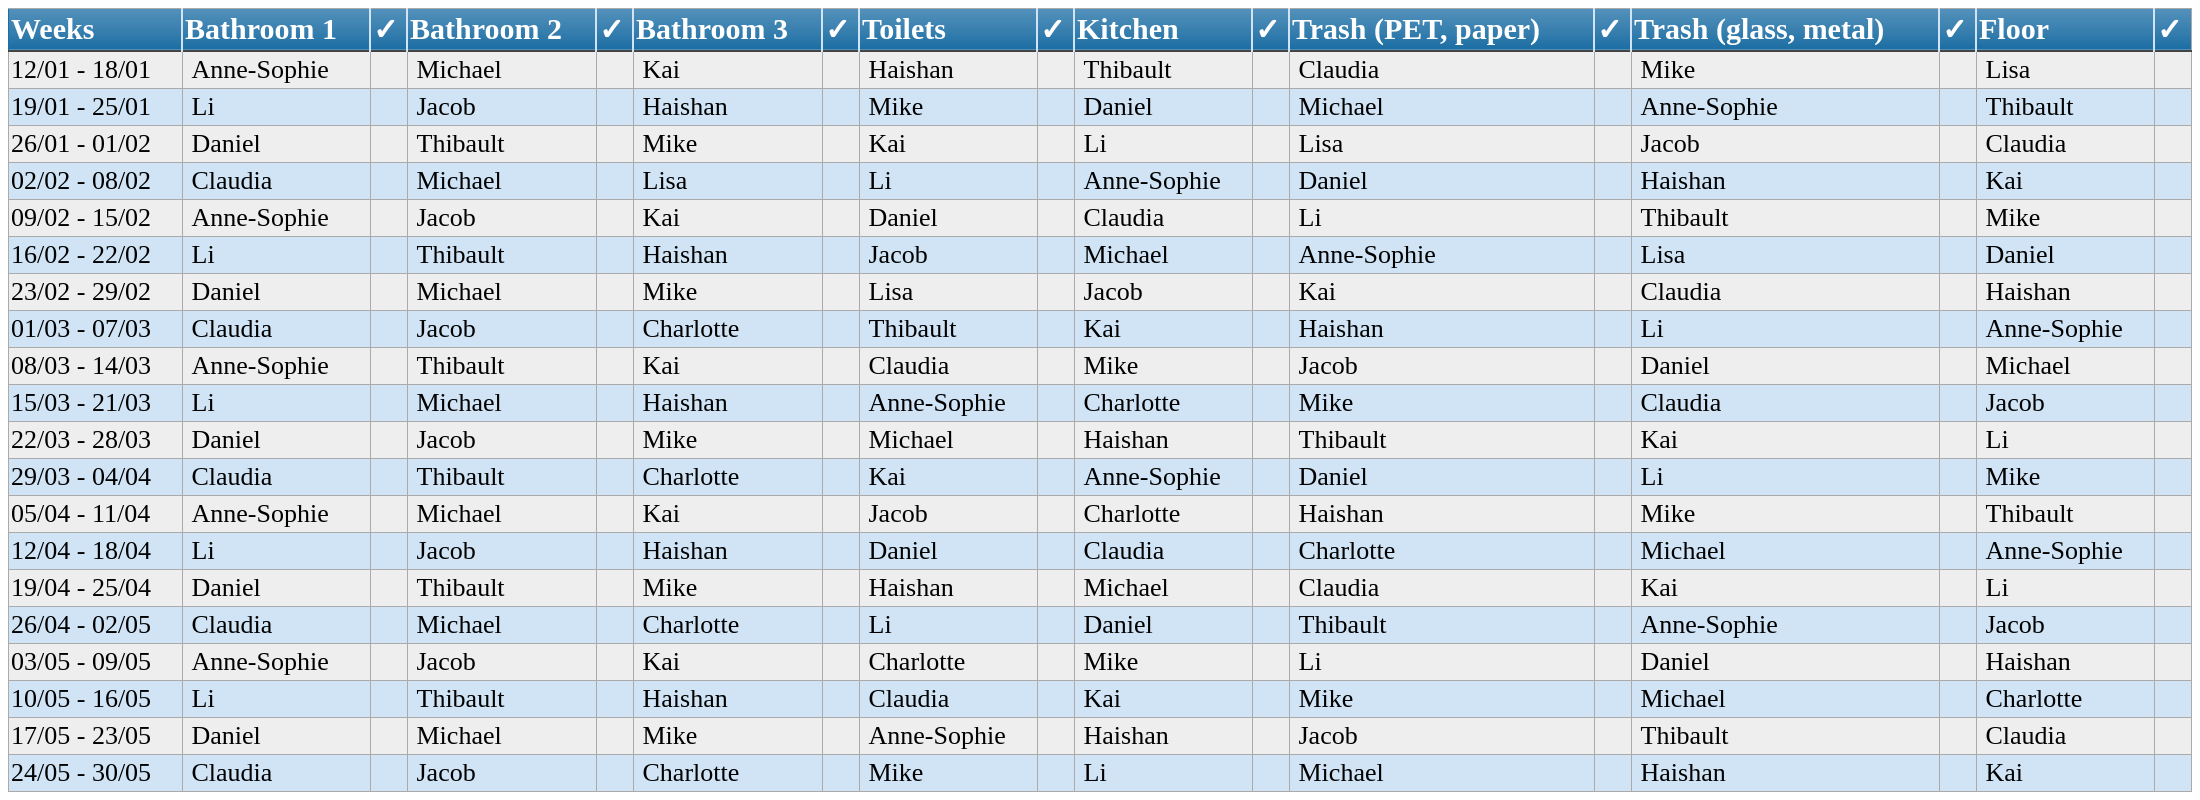 Weeks Bathroom 1 ✓ Bathroom 2 ✓ Bathroom 3 ✓ Toilets ✓ Kitchen ✓ Trash (PET, paper) ✓ Trash (glass, metal) ✓ Floor ✓
12/01 - 18/01 Anne-Sophie Michael Kai Haishan Thibault Claudia Mike Lisa
19/01 - 25/01 Li Jacob Haishan Mike Daniel Michael Anne-Sophie Thibault
26/01 - 01/02 Daniel Thibault Mike Kai Li Lisa Jacob Claudia
02/02 - 08/02 Claudia Michael Lisa Li Anne-Sophie Daniel Haishan Kai
09/02 - 15/02 Anne-Sophie Jacob Kai Daniel Claudia Li Thibault Mike
16/02 - 22/02 Li Thibault Haishan Jacob Michael Anne-Sophie Lisa Daniel
23/02 - 29/02 Daniel Michael Mike Lisa Jacob Kai Claudia Haishan
01/03 - 07/03 Claudia Jacob Charlotte Thibault Kai Haishan Li Anne-Sophie
08/03 - 14/03 Anne-Sophie Thibault Kai Claudia Mike Jacob Daniel Michael
15/03 - 21/03 Li Michael Haishan Anne-Sophie Charlotte Mike Claudia Jacob
22/03 - 28/03 Daniel Jacob Mike Michael Haishan Thibault Kai Li
29/03 - 04/04 Claudia Thibault Charlotte Kai Anne-Sophie Daniel Li Mike
05/04 - 11/04 Anne-Sophie Michael Kai Jacob Charlotte Haishan Mike Thibault
12/04 - 18/04 Li Jacob Haishan Daniel Claudia Charlotte Michael Anne-Sophie
19/04 - 25/04 Daniel Thibault Mike Haishan Michael Claudia Kai Li
26/04 - 02/05 Claudia Michael Charlotte Li Daniel Thibault Anne-Sophie Jacob
03/05 - 09/05 Anne-Sophie Jacob Kai Charlotte Mike Li Daniel Haishan
10/05 - 16/05 Li Thibault Haishan Claudia Kai Mike Michael Charlotte
17/05 - 23/05 Daniel Michael Mike Anne-Sophie Haishan Jacob Thibault Claudia
24/05 - 30/05 Claudia Jacob Charlotte Mike Li Michael Haishan Kai